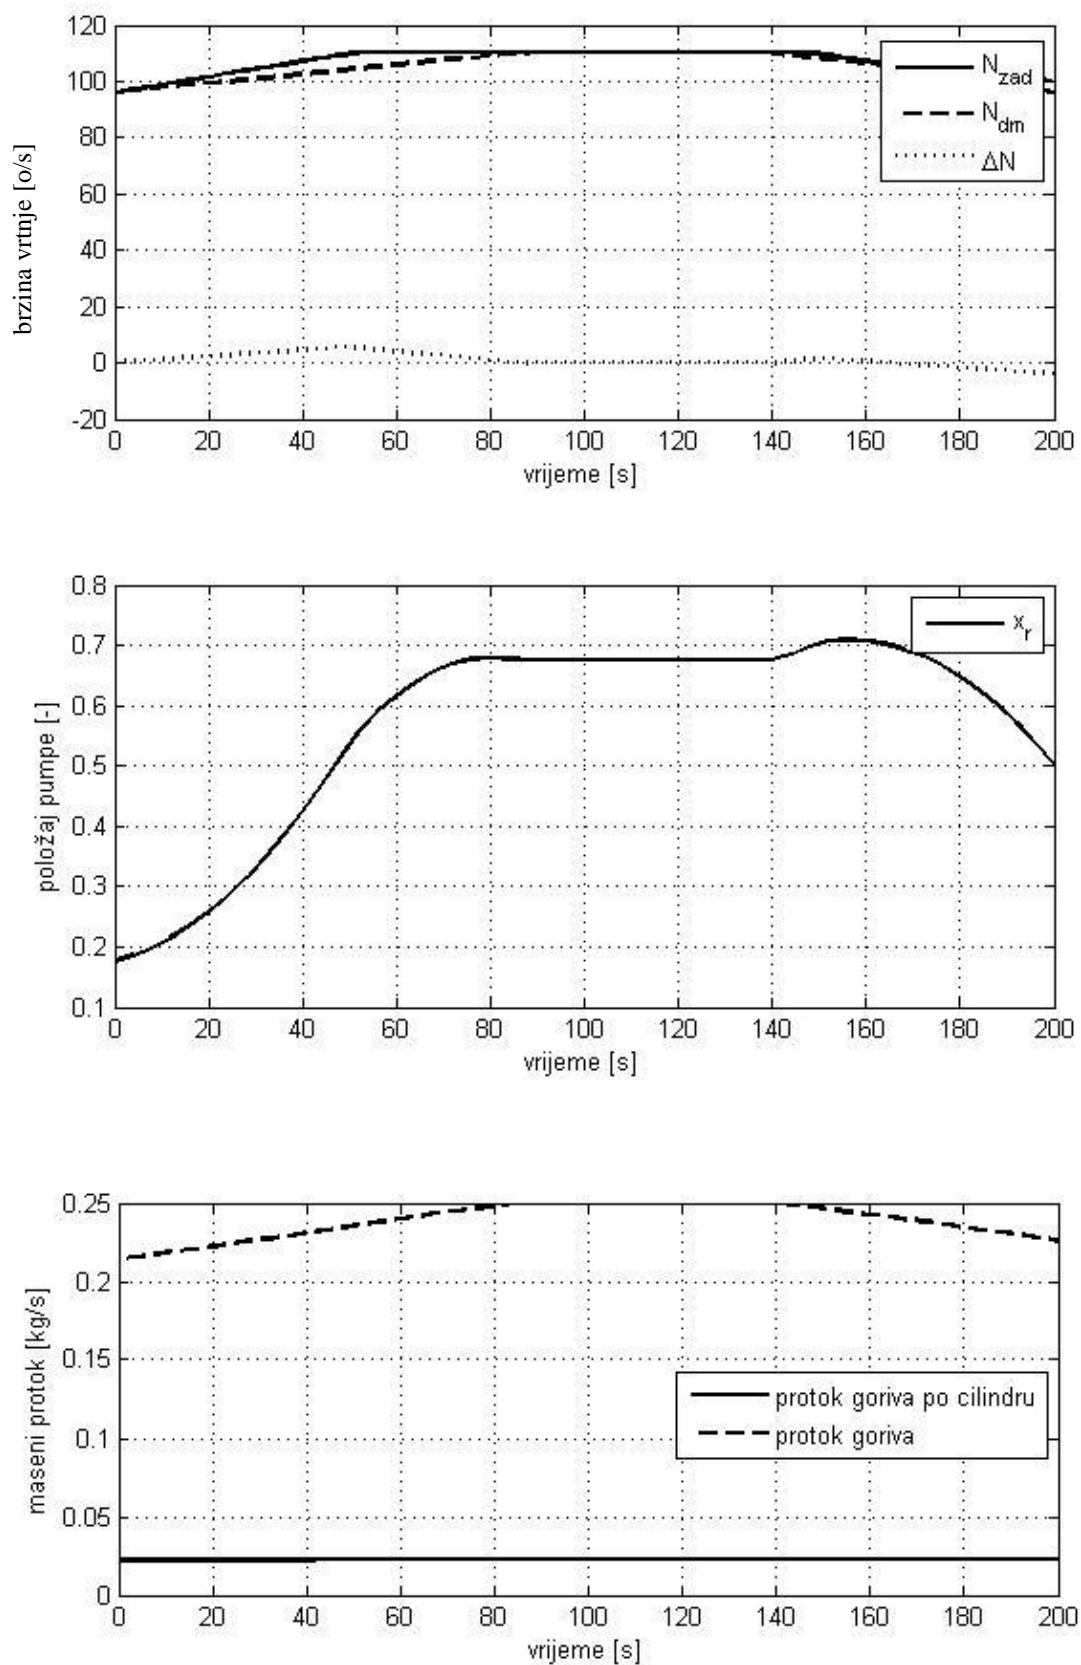 120
100
80
60
40
20
0
-20
brzina vrtnje [o/s]
N_zad
N_dm
ΔN
0 20 40 60 80 100 120 140 160 180 200
vrijeme [s]
0.8
0.7
0.6
0.5
0.4
0.3
0.2
0.1
položaj pumpe [-]
x_r
0 20 40 60 80 100 120 140 160 180 200
vrijeme [s]
0.25
0.2
0.15
0.1
0.05
0
maseni protok [kg/s]
protok goriva po cilindru
protok goriva
0 20 40 60 80 100 120 140 160 180 200
vrijeme [s]